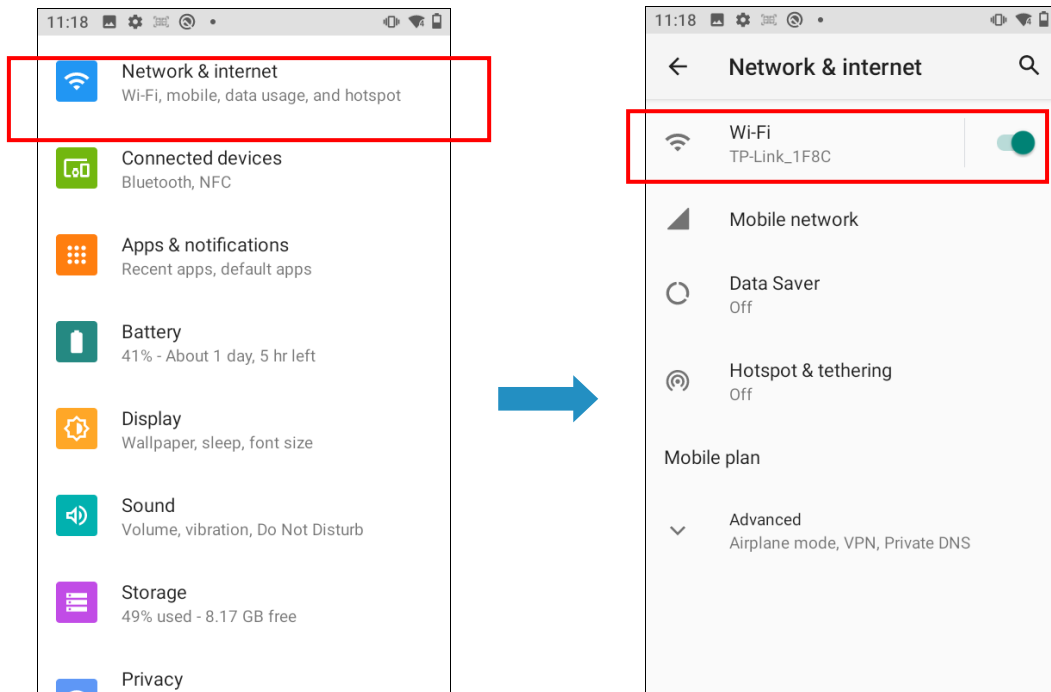 11:18
Network & internet
Wi-Fi, mobile, data usage, and hotspot
Connected devices
Bluetooth, NFC
Apps & notifications
Recent apps, default apps
Battery
41% - About 1 day, 5 hr left
Display
Wallpaper, sleep, font size
Sound
Volume, vibration, Do Not Disturb
Storage
49% used - 8.17 GB free
Privacy
11:18
Network & internet
Wi-Fi
TP-Link_1F8C
Mobile network
Data Saver
Off
Hotspot & tethering
Off
Mobile plan
Advanced
Airplane mode, VPN, Private DNS